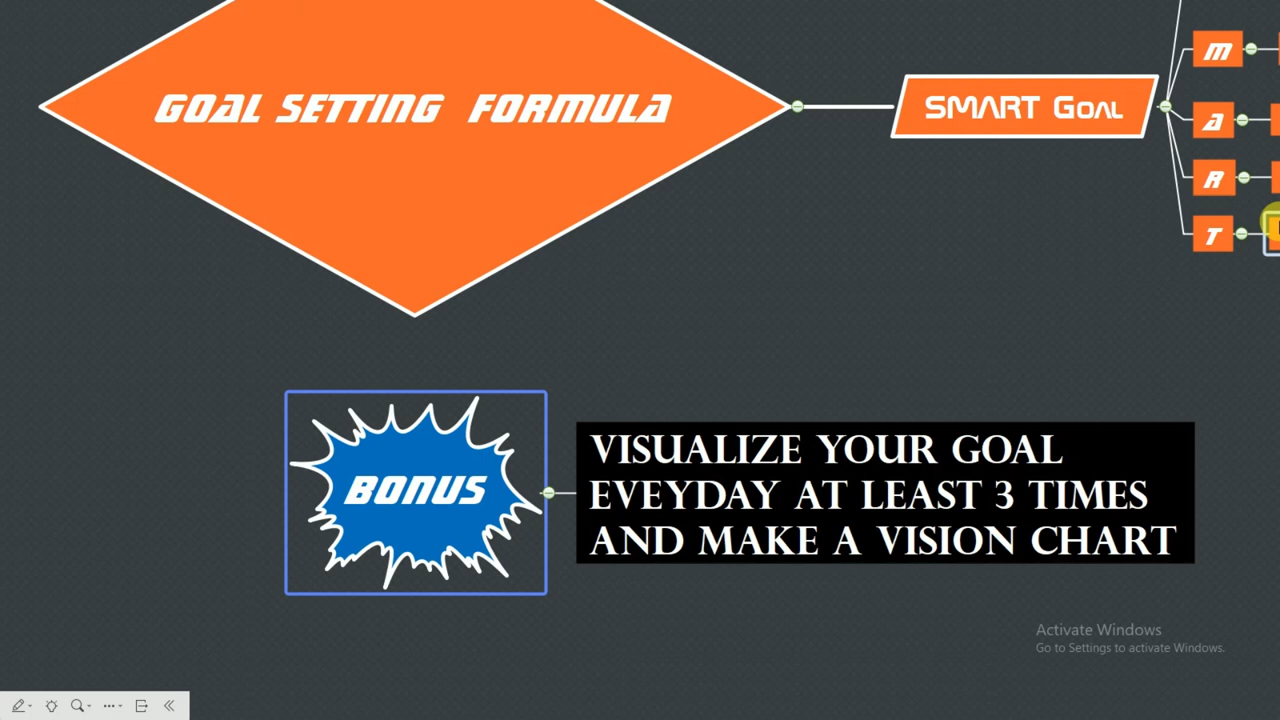 GOAL SETTING FORMULA
SMART GOAL
M
A
R
T
BONUS
VISUALIZE YOUR GOAL
EVEYDAY AT LEAST 3 TIMES
AND MAKE A VISION CHART
Activate Windows
Go to Settings to activate Windows.